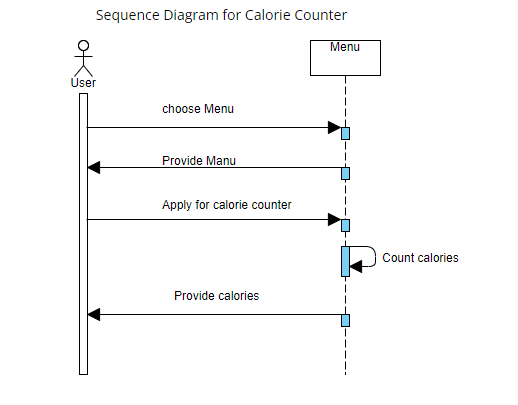 Sequence Diagram for Calorie Counter
Menu
User
choose Menu
Provide Manu
Apply for calorie counter
Count calories
Provide calories